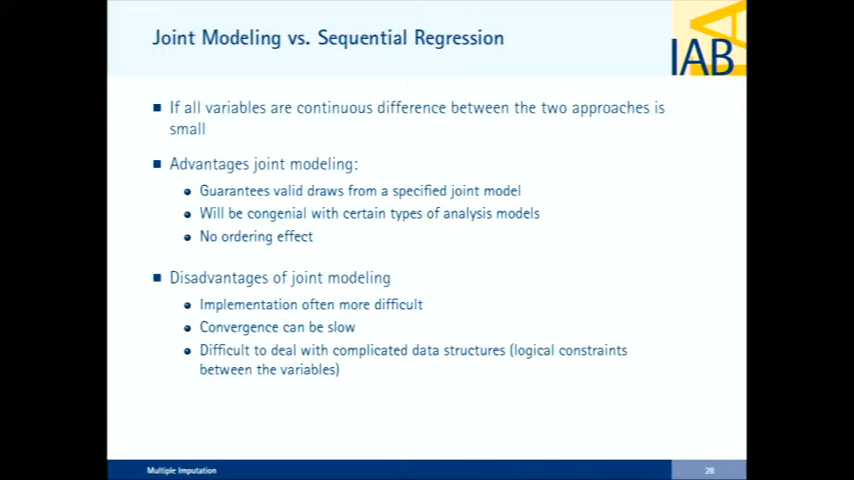 Joint Modeling vs. Sequential Regression
IAB
If all variables are continuous difference between the two approaches is
small
Advantages joint modeling:
Guarantees valid draws from a specified joint model
Will be congenial with certain types of analysis models
No ordering effect
Disadvantages of joint modeling
Implementation often more difficult
Convergence can be slow
Difficult to deal with complicated data structures (logical constraints
between the variables)
Multiple Imputation